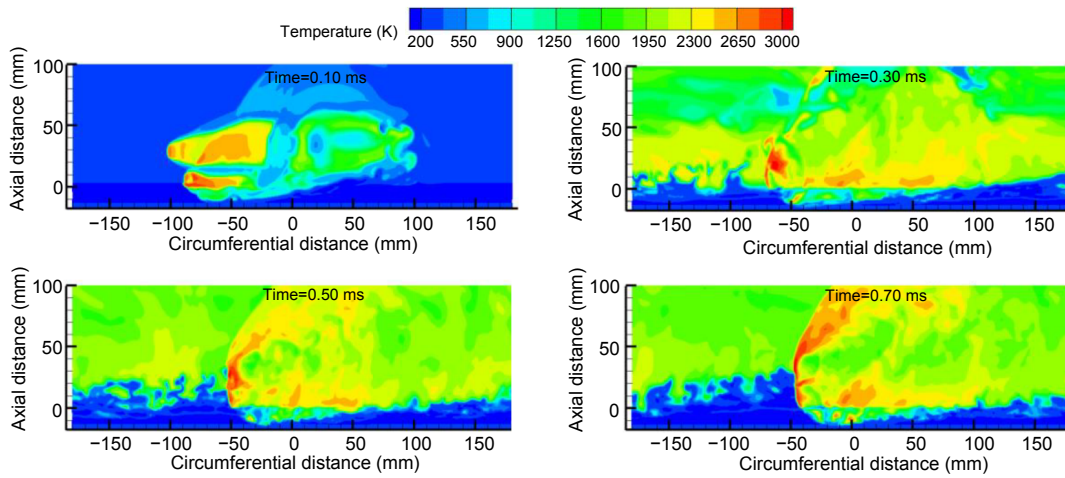 Temperature (K)
200 550 900 1250 1600 1950 2300 2650 3000
Axial distance (mm)
100
50
0
Time=0.10 ms
−150 −100 −50 0 50 100 150
Circumferential distance (mm)
Axial distance (mm)
100
50
0
Time=0.30 ms
−150 −100 −50 0 50 100 150
Circumferential distance (mm)
Axial distance (mm)
100
50
0
Time=0.50 ms
−150 −100 −50 0 50 100 150
Circumferential distance (mm)
Axial distance (mm)
100
50
0
Time=0.70 ms
−150 −100 −50 0 50 100 150
Circumferential distance (mm)